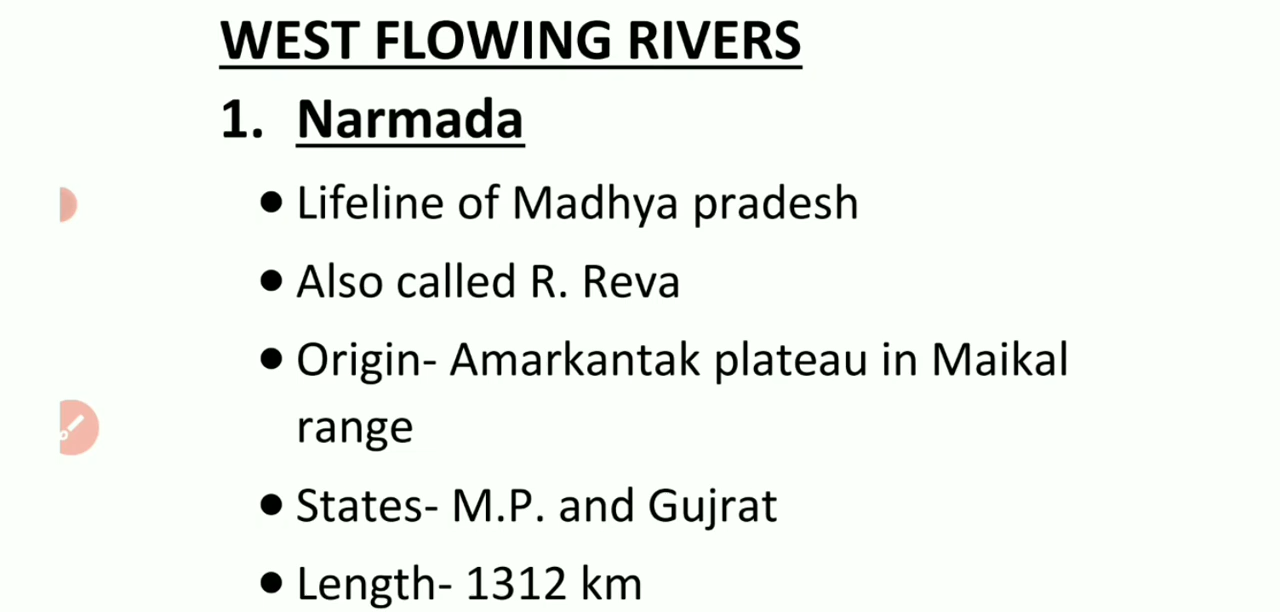 WEST FLOWING RIVERS
1. Narmada
● Lifeline of Madhya pradesh
● Also called R. Reva
● Origin- Amarkantak plateau in Maikal
range
● States- M.P. and Gujrat
● Length- 1312 km